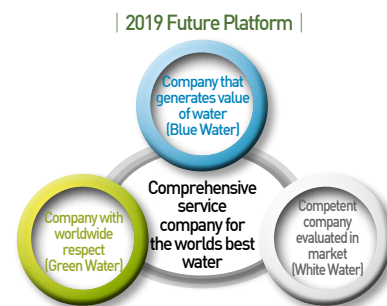 | 2019 Future Platform |
Company that
generates value
of water
(Blue Water)
Comprehensive
service
company for
the worlds best
water
Company with
worldwide
respect
(Green Water)
Competent
company
evaluated in
market
(White Water)